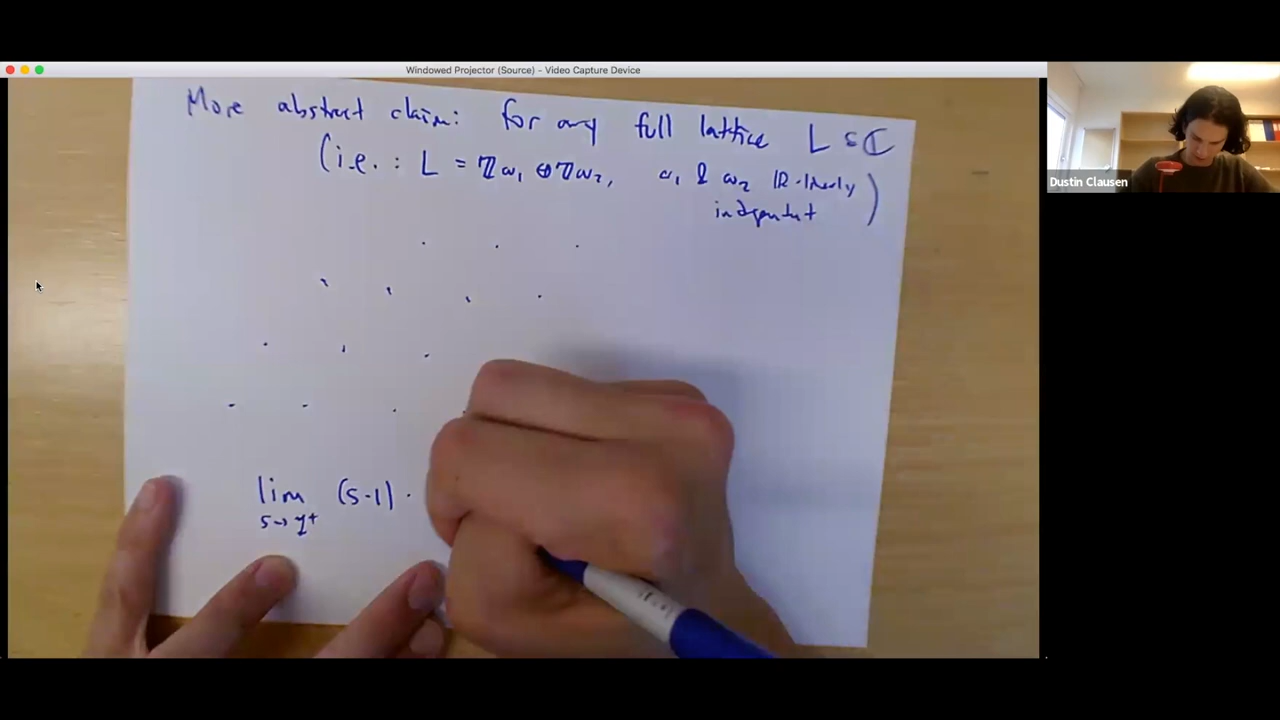 Windowed Projector (Source) - Video Capture Device
More abstract claim: for any full lattice L ⊆ ℂ
(i.e.: L = ℤω₁ ⊕ ℤω₂, ω₁ & ω₂ ℝ-linearly
independent)
lim (s-1) ·
s→1+
Dustin Clausen